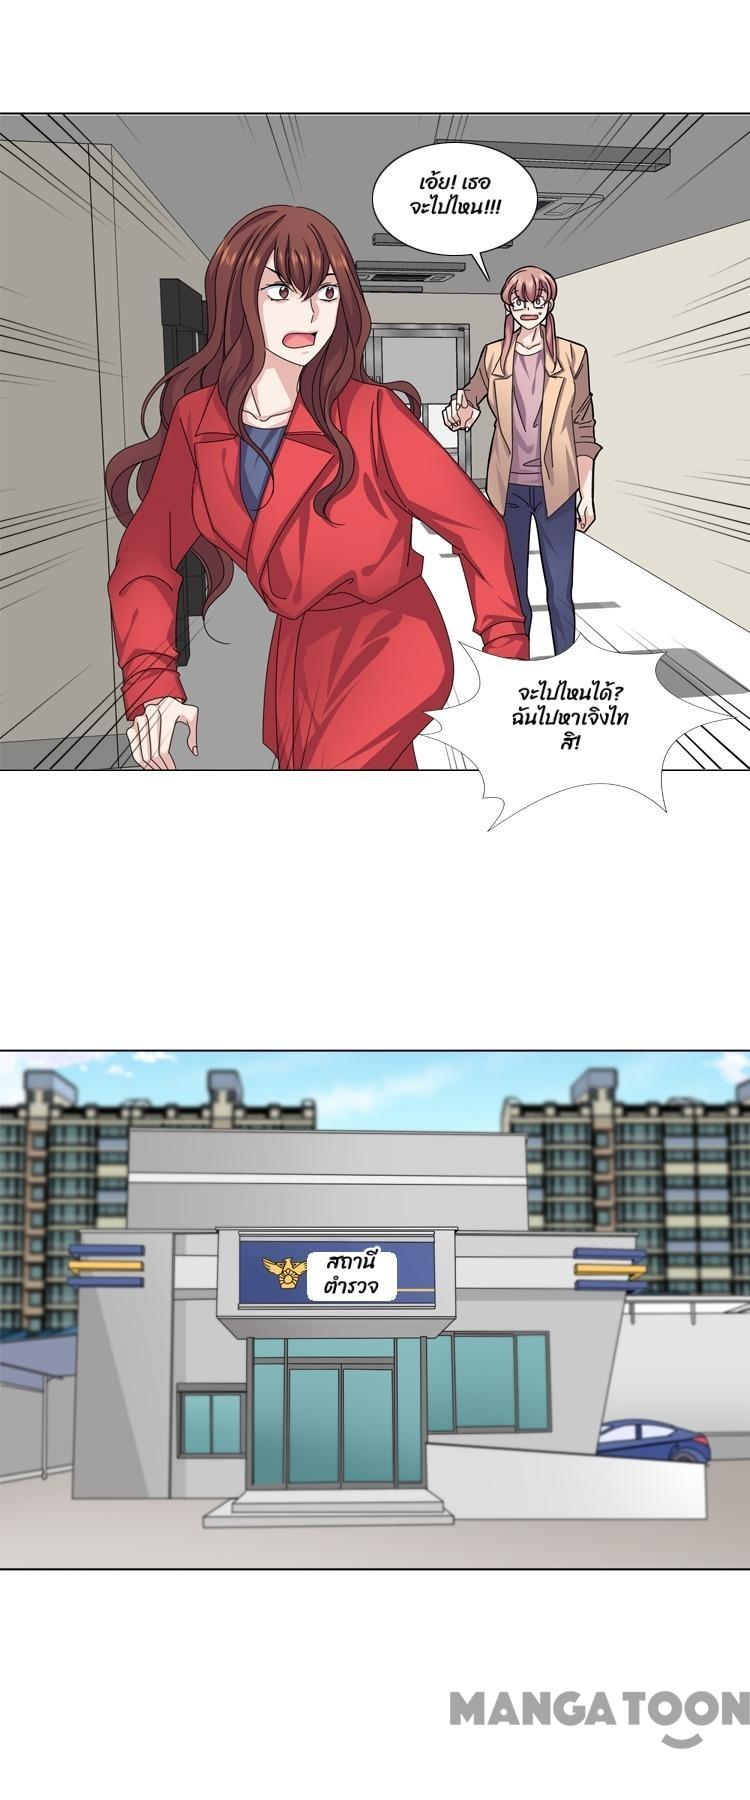 เอ้ย! เธอ
จะไปไหน!!!
จะไปไหนได้?
ฉันไปหาเจิงไท
สิ!
สถานี
ตำรวจ
MANGATOON